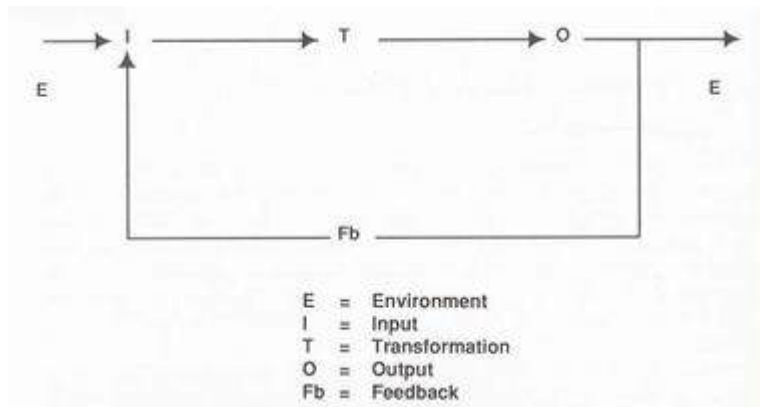 I T O
E E
Fb
E = Environment
I = Input
T = Transformation
O = Output
Fb = Feedback